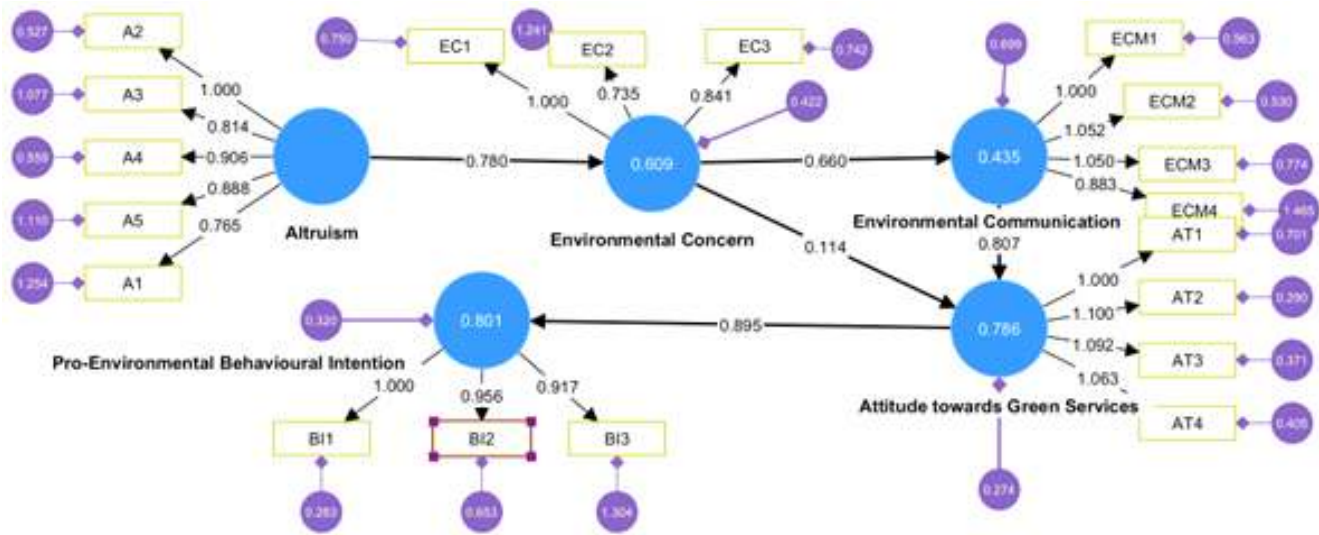 0.527
A2
1.000
1.077
A3
0.814
0.559
A4
0.906
1.110
A5
0.888
1.254
A1
0.765
Altruism
0.780
0.750
EC1
1.000
1.241
EC2
0.735
EC3
0.742
0.841
0.422
0.609
Environmental Concern
0.660
0.114
0.699
0.435
Environmental Communication
ECM1
0.563
1.000
ECM2
0.530
1.052
ECM3
0.774
1.050
ECM4
1.465
0.883
0.807
AT1
0.701
1.000
AT2
0.290
1.100
AT3
0.371
1.092
AT4
1.063
0.786
Attitude towards Green Services
0.274
0.895
0.320
0.801
Pro-Environmental Behavioural Intention
1.000
0.956
0.917
BI1
BI2
BI3
0.283
0.653
1.304